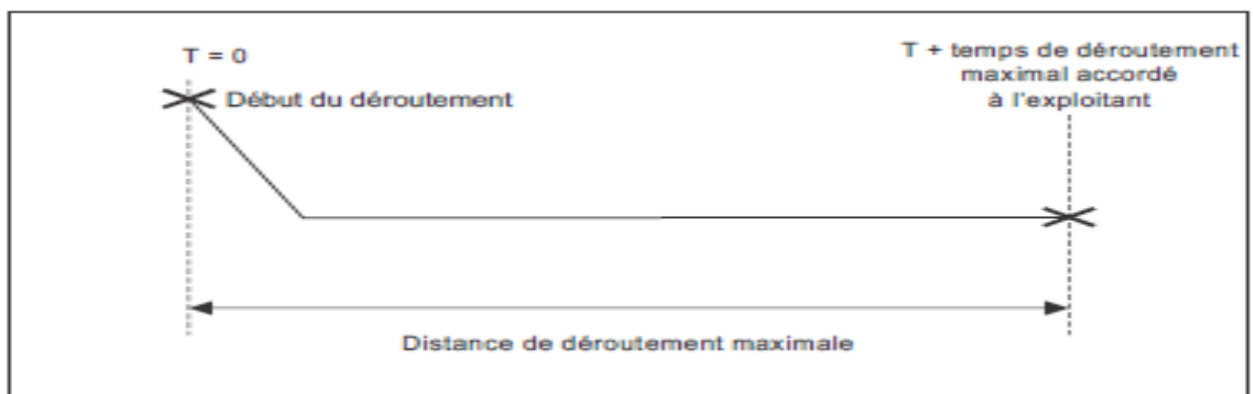 T = 0
T + temps de déroutement
maximal accordé
à l'exploitant
Début du déroutement
Distance de déroutement maximale